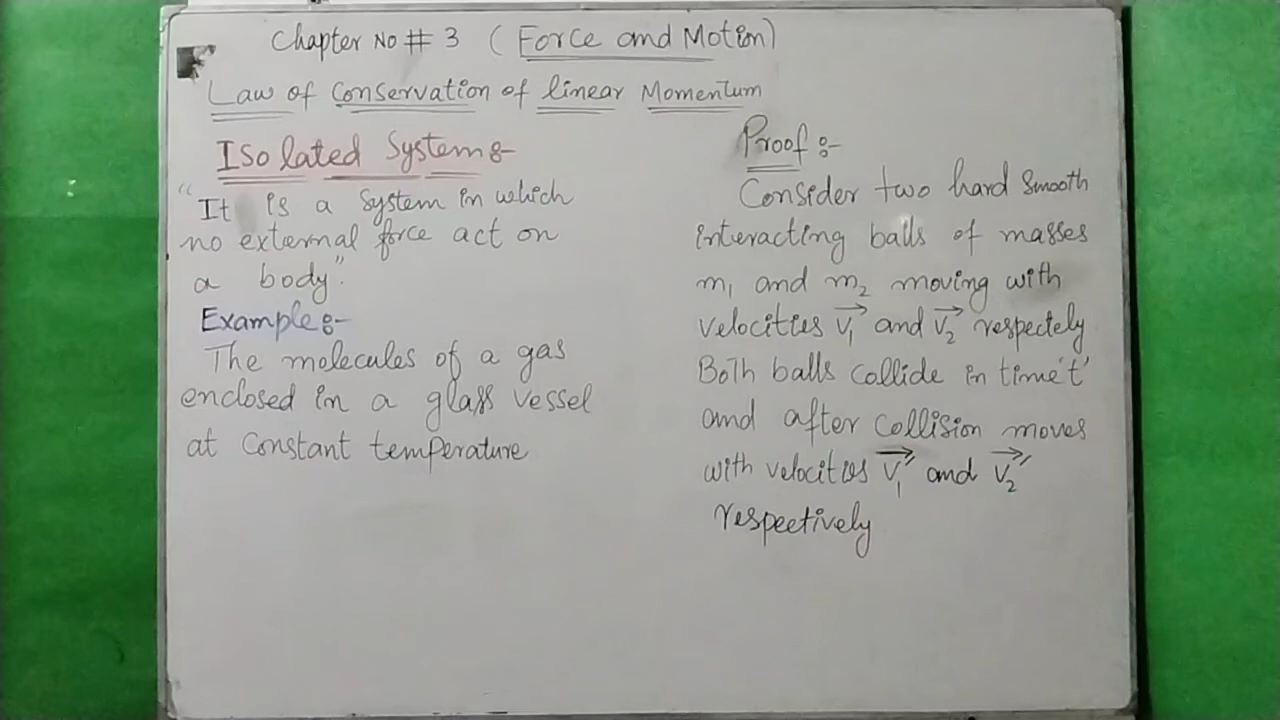 Chapter No # 3 (Force and Motion)
Law of Conservation of linear Momentum
Isolated System:-
"It is a System in which
no external force act on
a body".
Example:-
The molecules of a gas
enclosed in a glass vessel
at Constant temperature
Proof:-
Consider two hard smooth
interacting balls of masses
m₁ and m₂ moving with
velocities v₁⃗ and v₂⃗ respectely
Both balls collide in time 't'
and after collision moves
with velocities v₁⃗′ and v₂⃗′
respectively